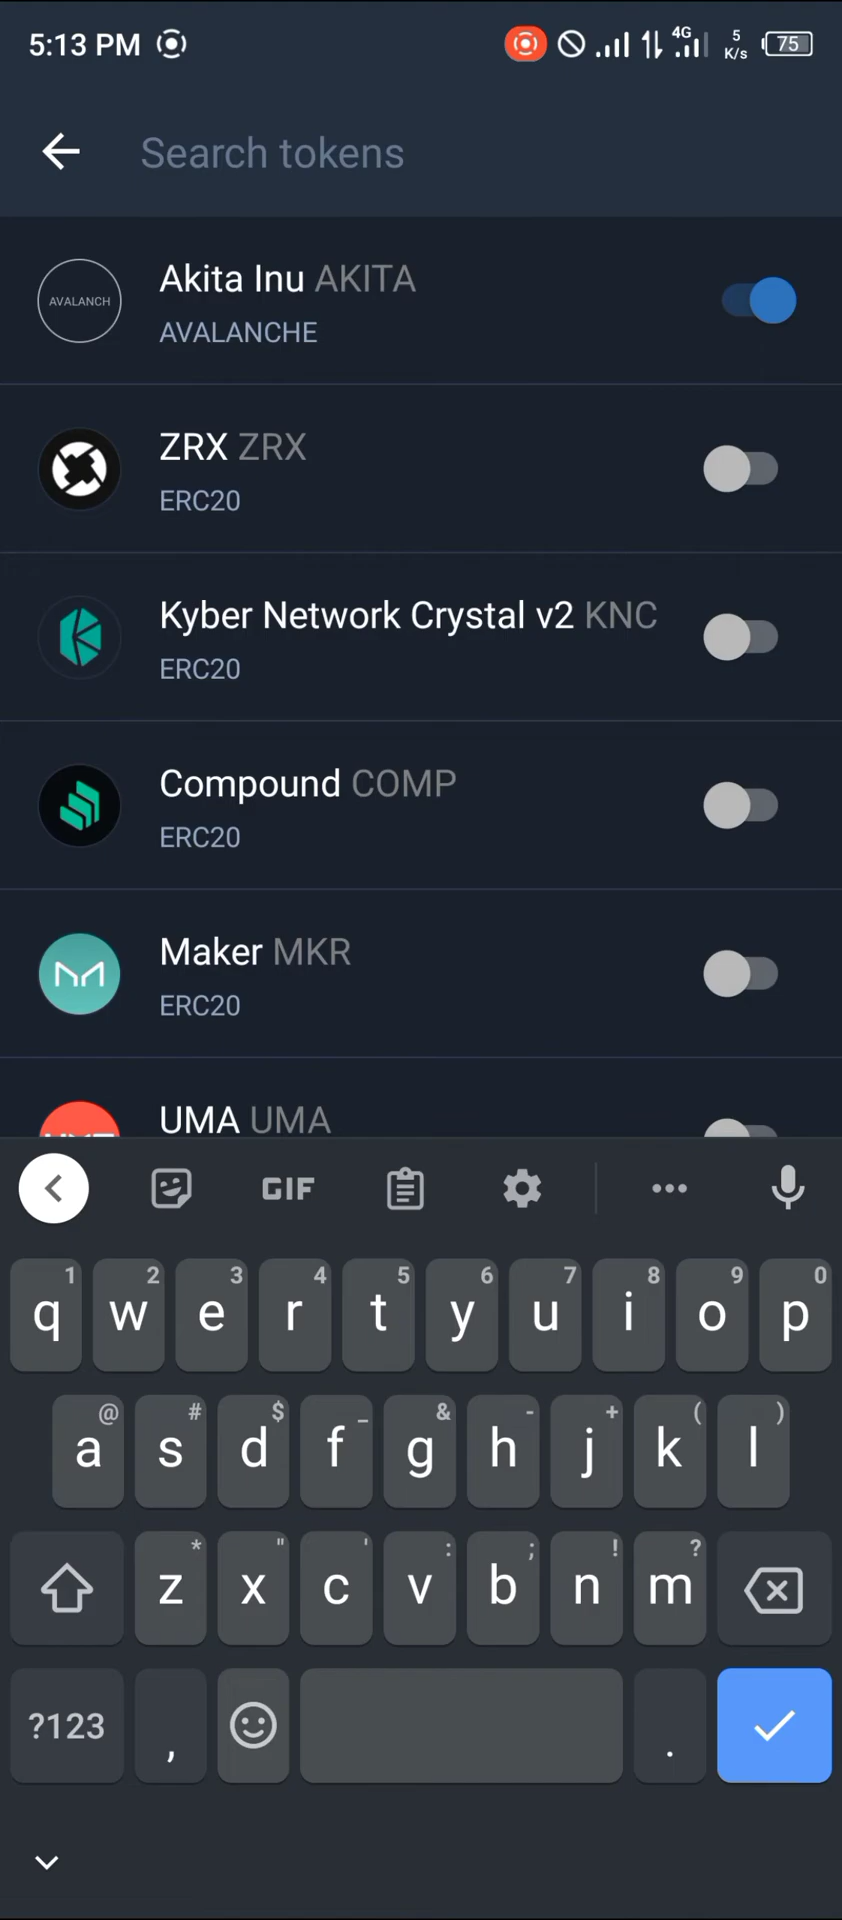 5:13 PM 4G 5 K/s 75
Search tokens
AVALANCH
Akita Inu AKITA
AVALANCHE
ZRX ZRX
ERC20
Kyber Network Crystal v2 KNC
ERC20
Compound COMP
ERC20
Maker MKR
ERC20
UMA UMA
GIF
1 2 3 4 5 6 7 8 9 0
q w e r t y u i o p
@ # $ _ & - + ( )
a s d f g h j k l
* " ' : ; ! ?
z x c v b n m
?123 , .